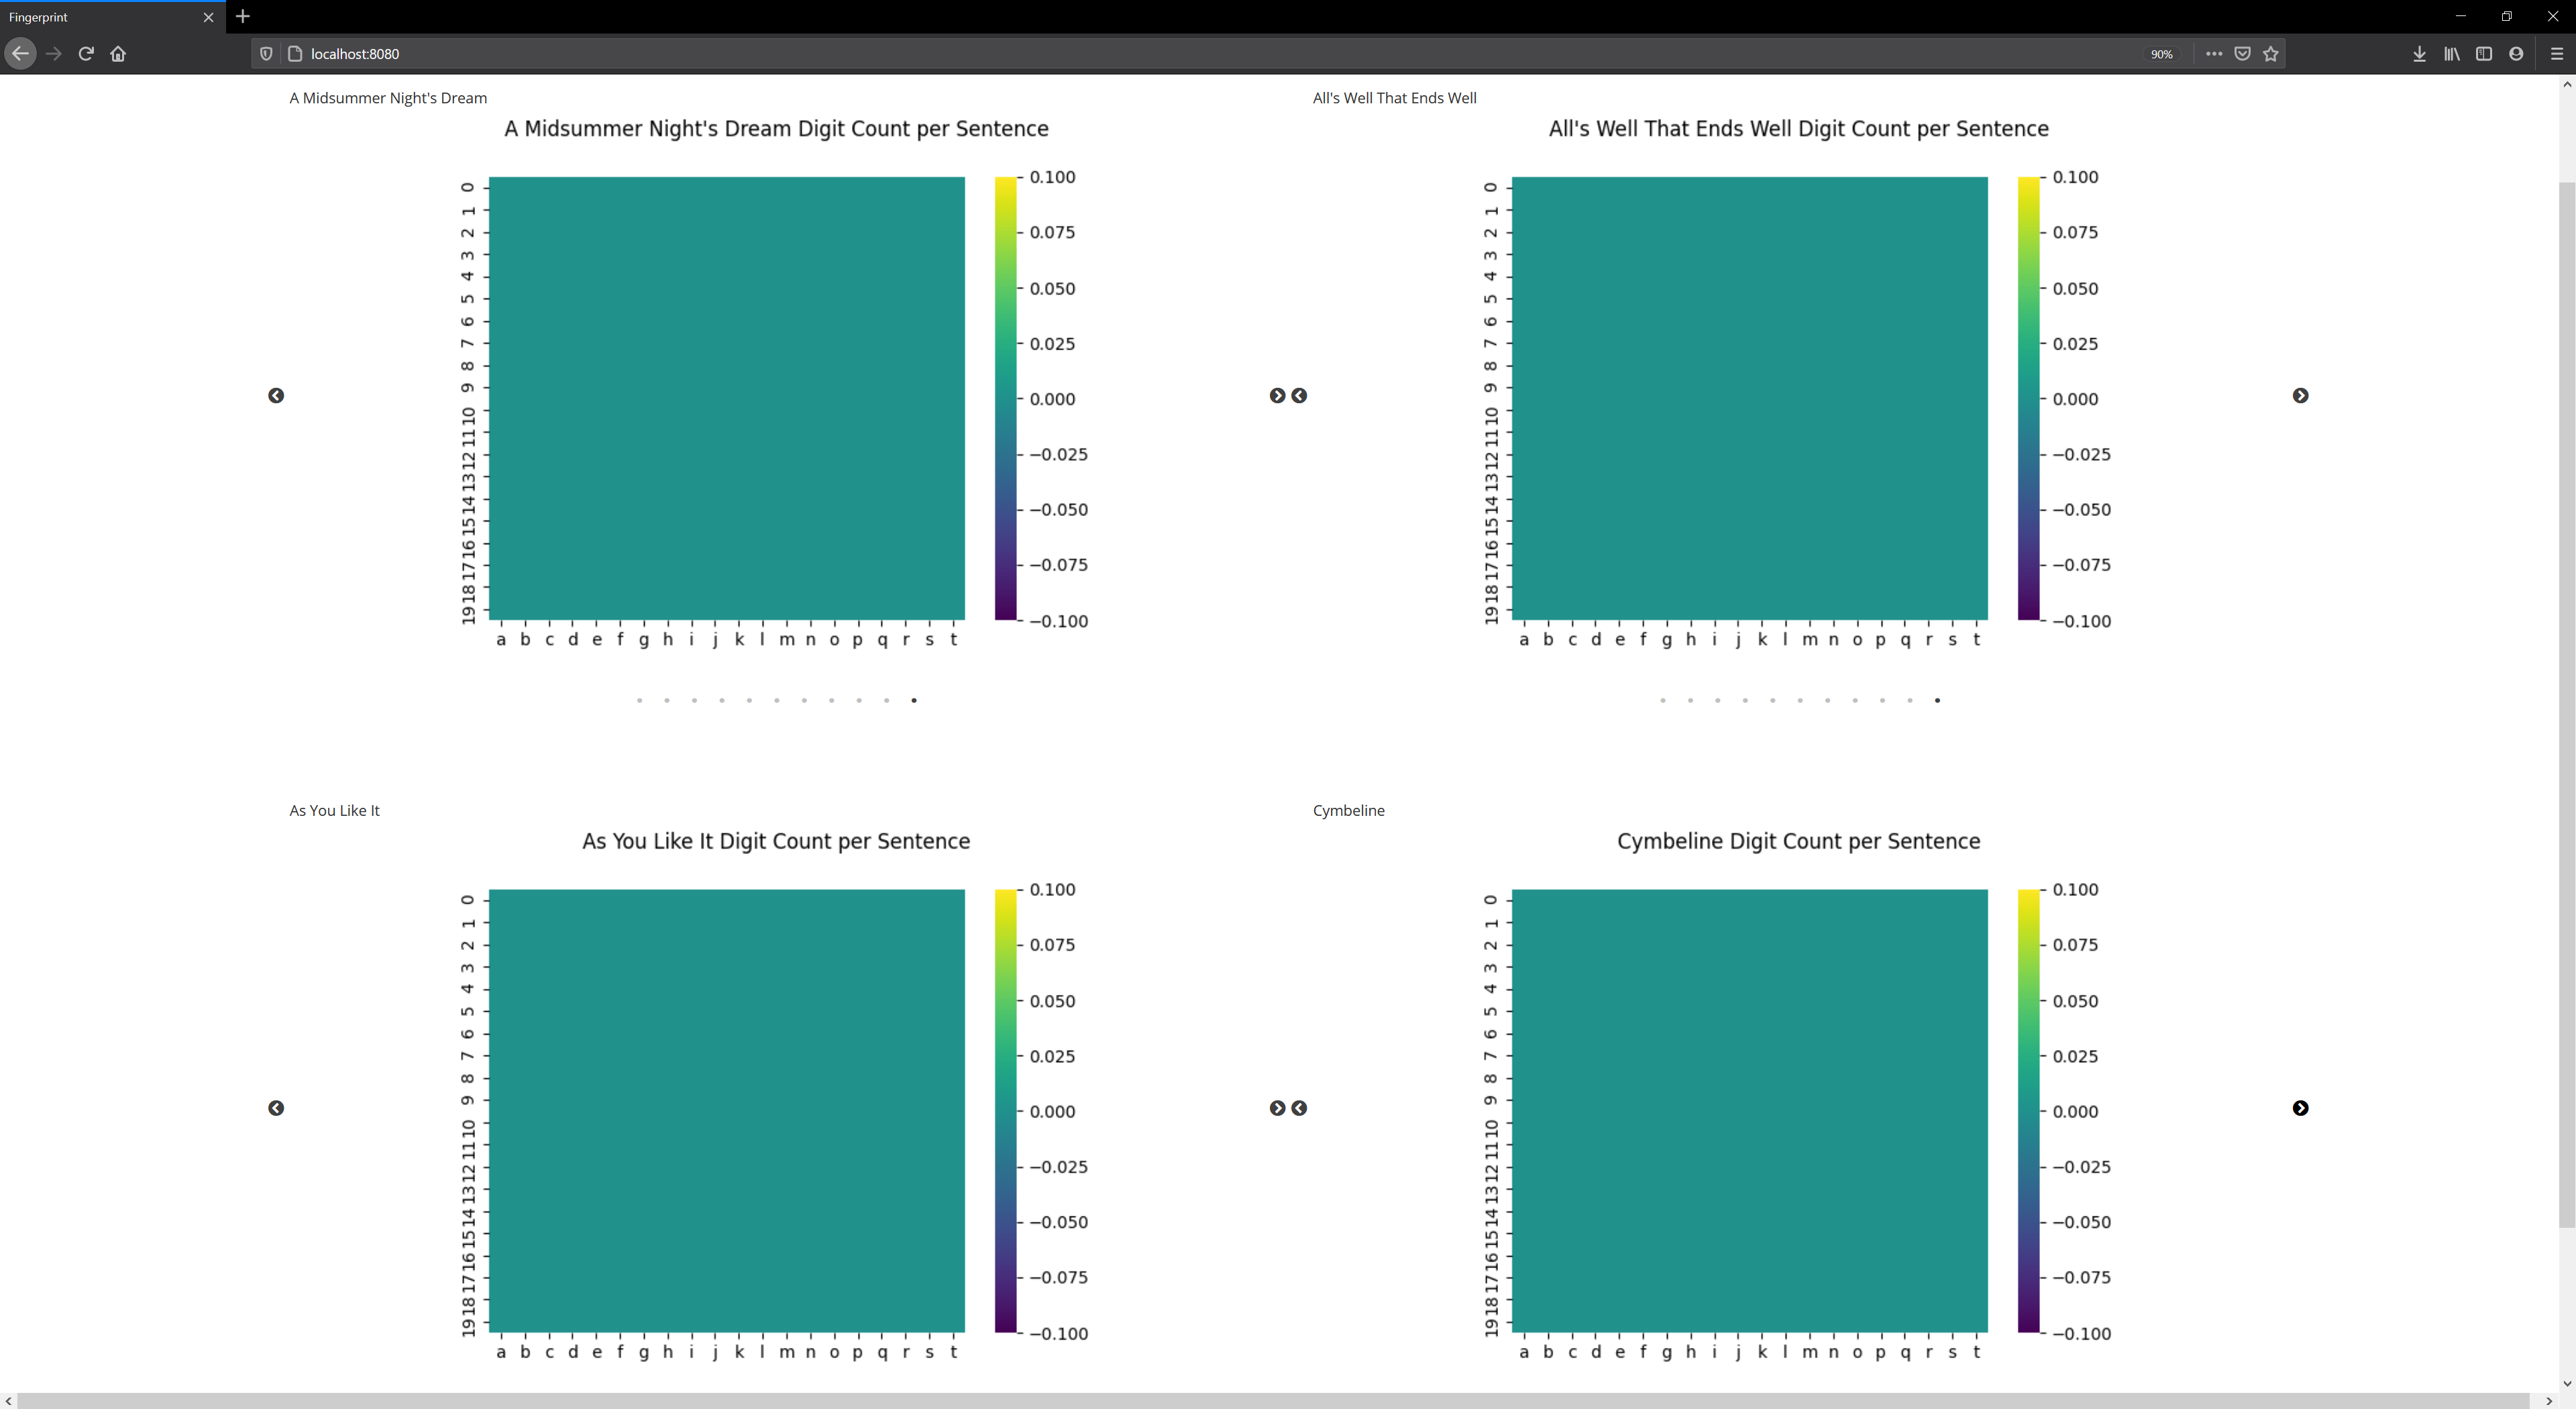 Fingerprint
localhost:8080
90%
A Midsummer Night's Dream
A Midsummer Night's Dream Digit Count per Sentence
0 1 2 3 4 5 6 7 8 9 10 11 12 13 14 15 16 17 18 19
a b c d e f g h i j k l m n o p q r s t
0.100
0.075
0.050
0.025
0.000
−0.025
−0.050
−0.075
−0.100
All's Well That Ends Well
All's Well That Ends Well Digit Count per Sentence
0 1 2 3 4 5 6 7 8 9 10 11 12 13 14 15 16 17 18 19
a b c d e f g h i j k l m n o p q r s t
0.100
0.075
0.050
0.025
0.000
−0.025
−0.050
−0.075
−0.100
As You Like It
As You Like It Digit Count per Sentence
0 1 2 3 4 5 6 7 8 9 10 11 12 13 14 15 16 17 18 19
a b c d e f g h i j k l m n o p q r s t
0.100
0.075
0.050
0.025
0.000
−0.025
−0.050
−0.075
−0.100
Cymbeline
Cymbeline Digit Count per Sentence
0 1 2 3 4 5 6 7 8 9 10 11 12 13 14 15 16 17 18 19
a b c d e f g h i j k l m n o p q r s t
0.100
0.075
0.050
0.025
0.000
−0.025
−0.050
−0.075
−0.100